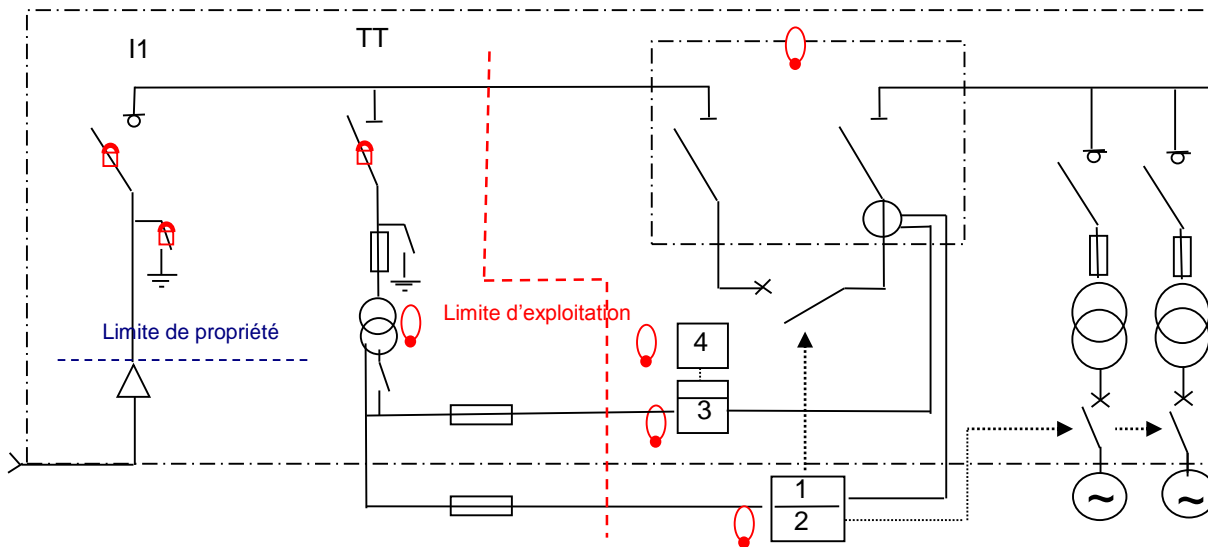 I1
TT
Limite d'exploitation
Limite de propriété
4
3
1
2
~
~